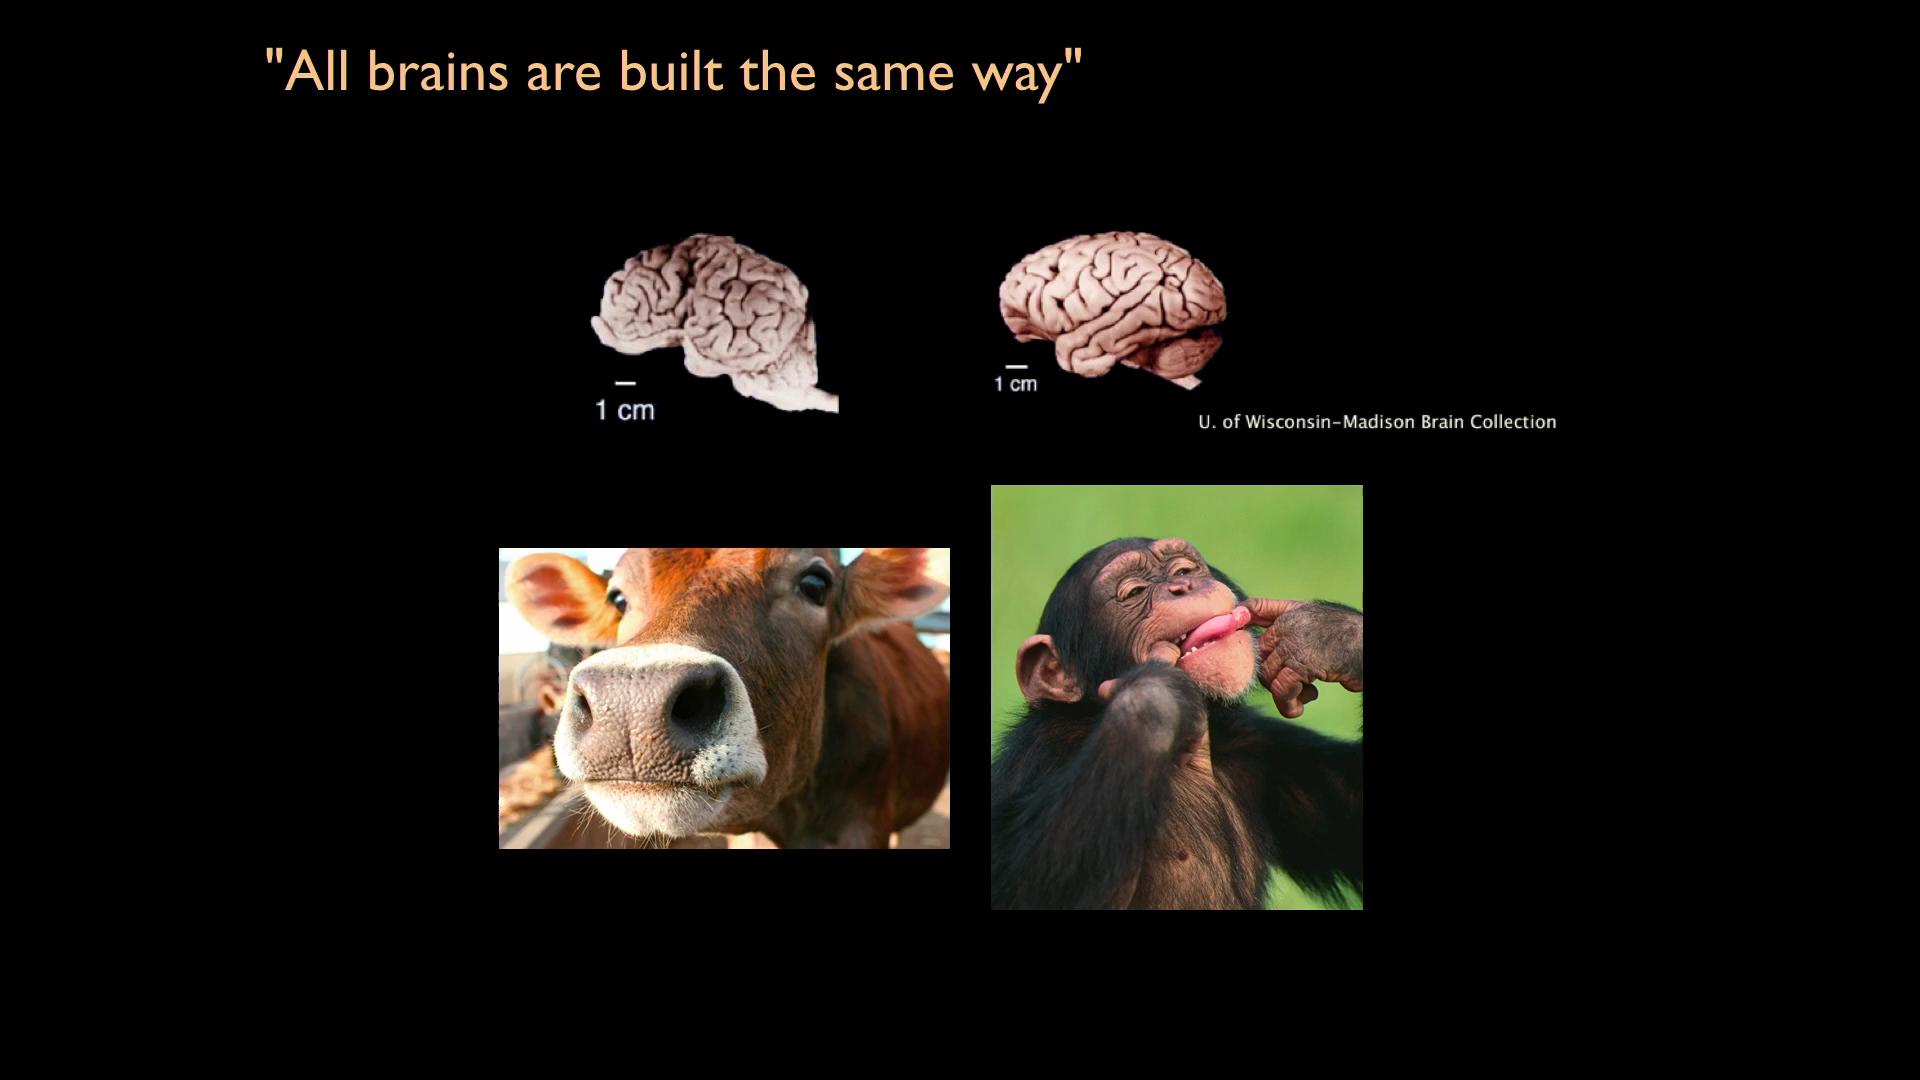 "All brains are built the same way"
1 cm
1 cm
U. of Wisconsin-Madison Brain Collection